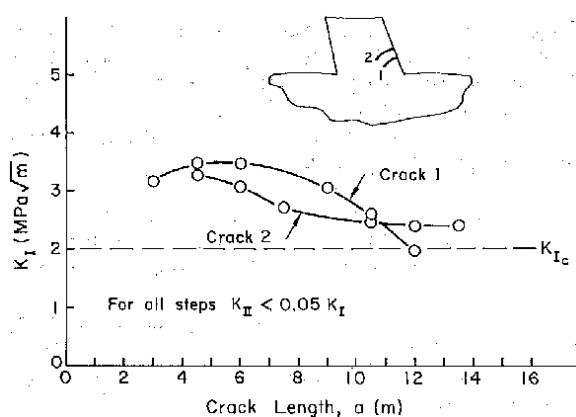 2
1
5
4
3
2
1
0
K_I (MPa√m)
Crack 1
Crack 2
K_Ic
For all steps K_II < 0.05 K_I
0 2 4 6 8 10 12 14 16
Crack Length, a (m)